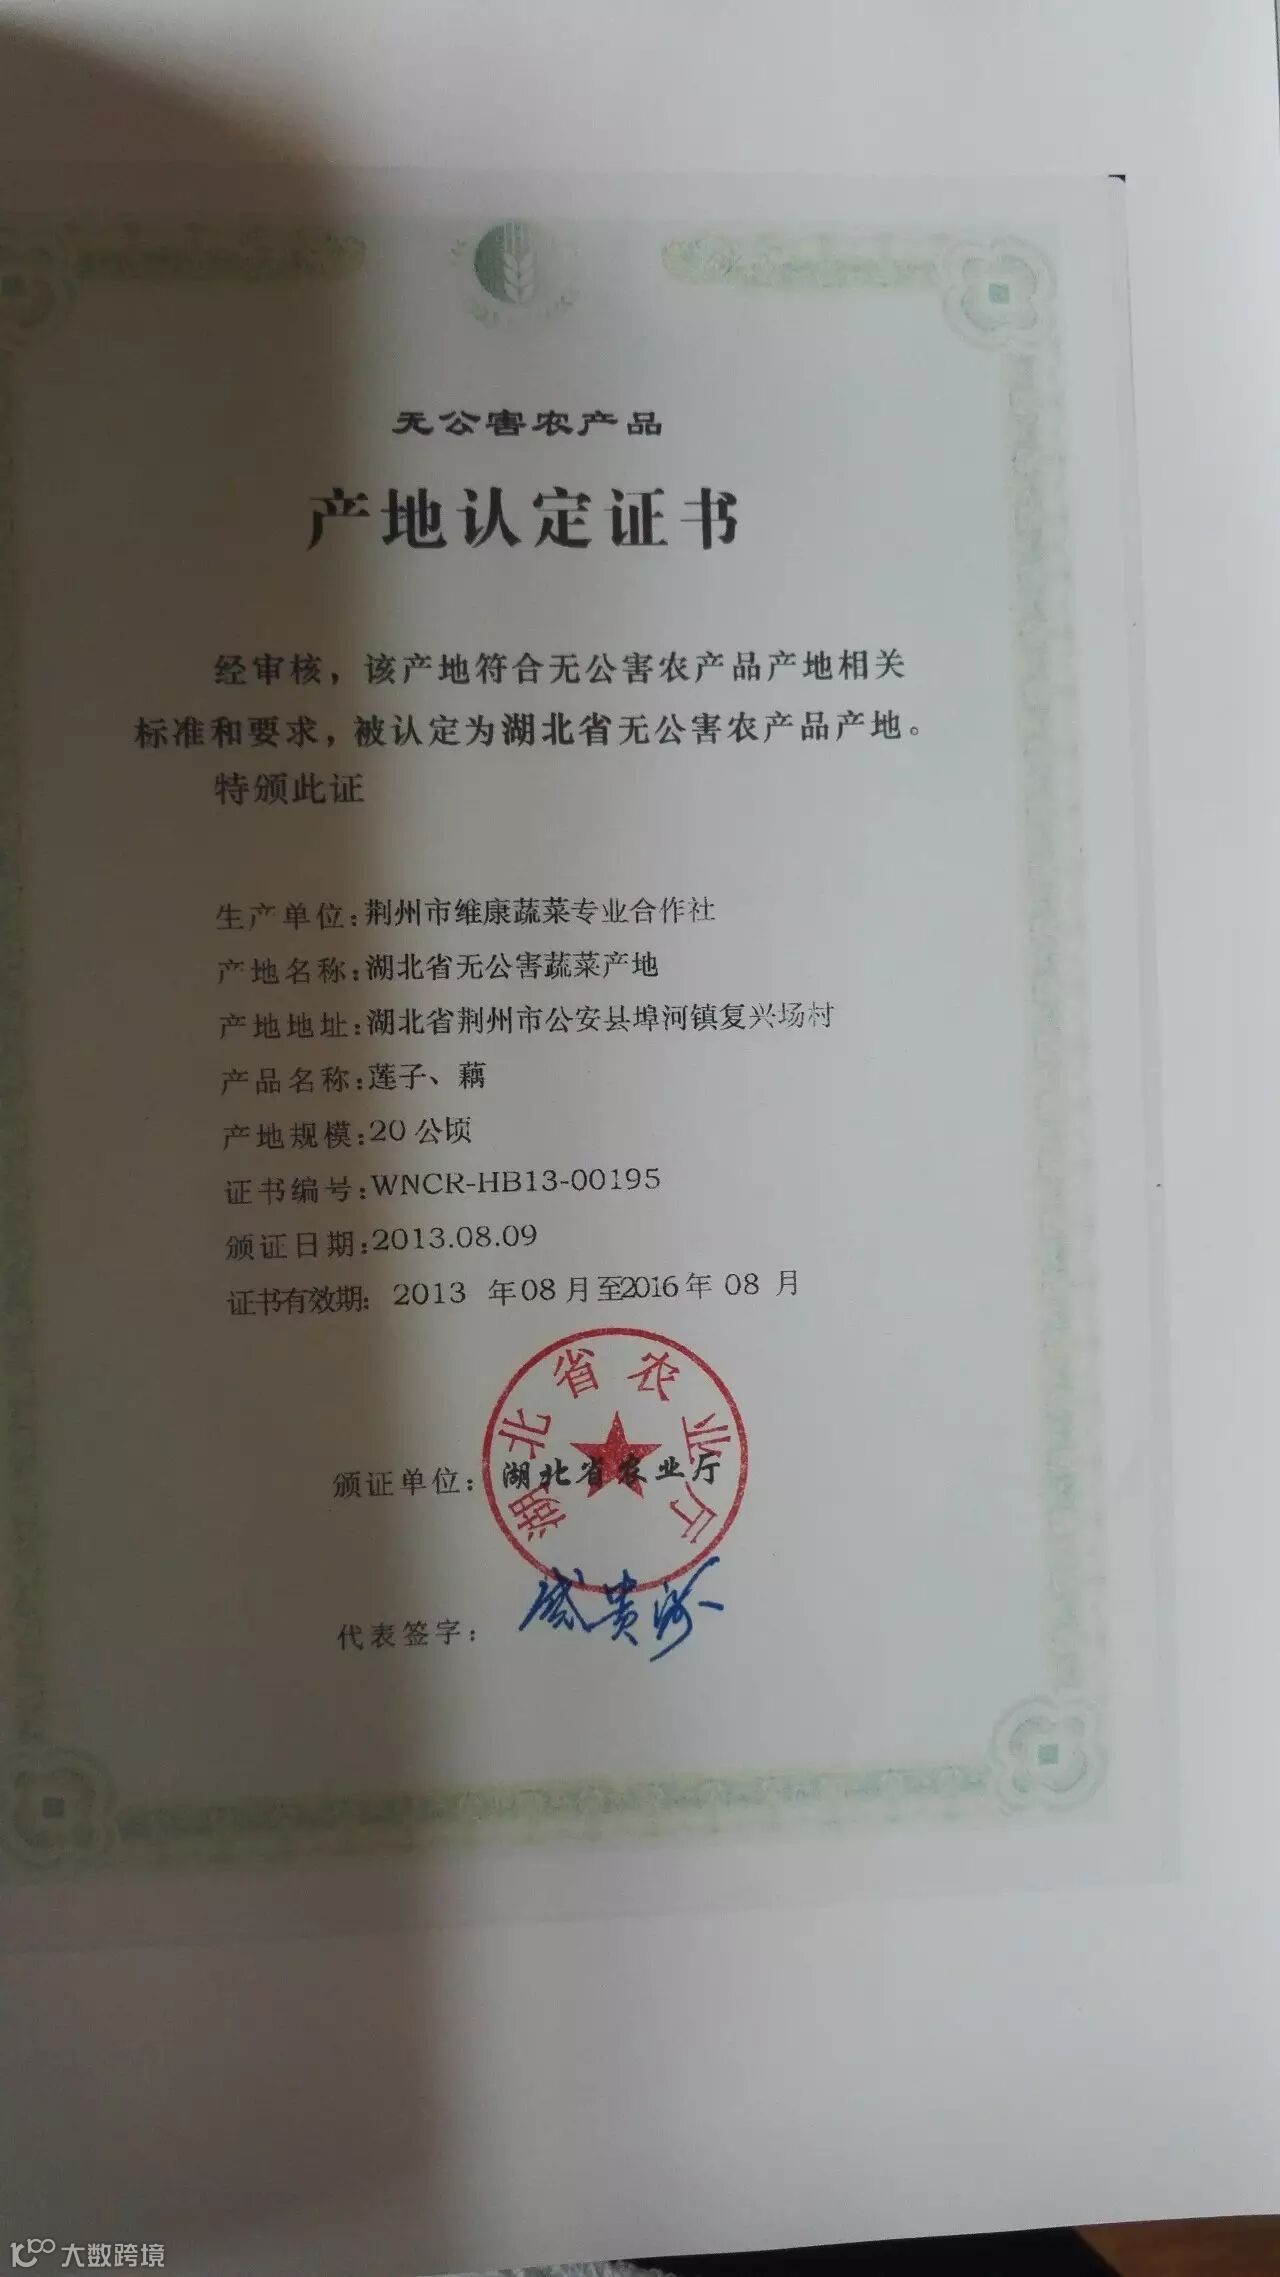 无公害农产品
产地认定证书
经审核，该产地符合无公害农产品产地相关
标准和要求，被认定为湖北省无公害农产品产地。
特颁此证
生产单位:荆州市维康蔬菜专业合作社
产地名称:湖北省无公害蔬菜产地
产地地址:湖北省荆州市公安县埠河镇复兴场村
产品名称:莲子、藕
产地规模:20公顷
证书编号:WNCR-HB13-00195
颁证日期:2013.08.09
证书有效期: 2013 年08月至2016年 08 月
湖北省农业厅
颁证单位: 湖北省农业厅
代表签字:
大数跨境